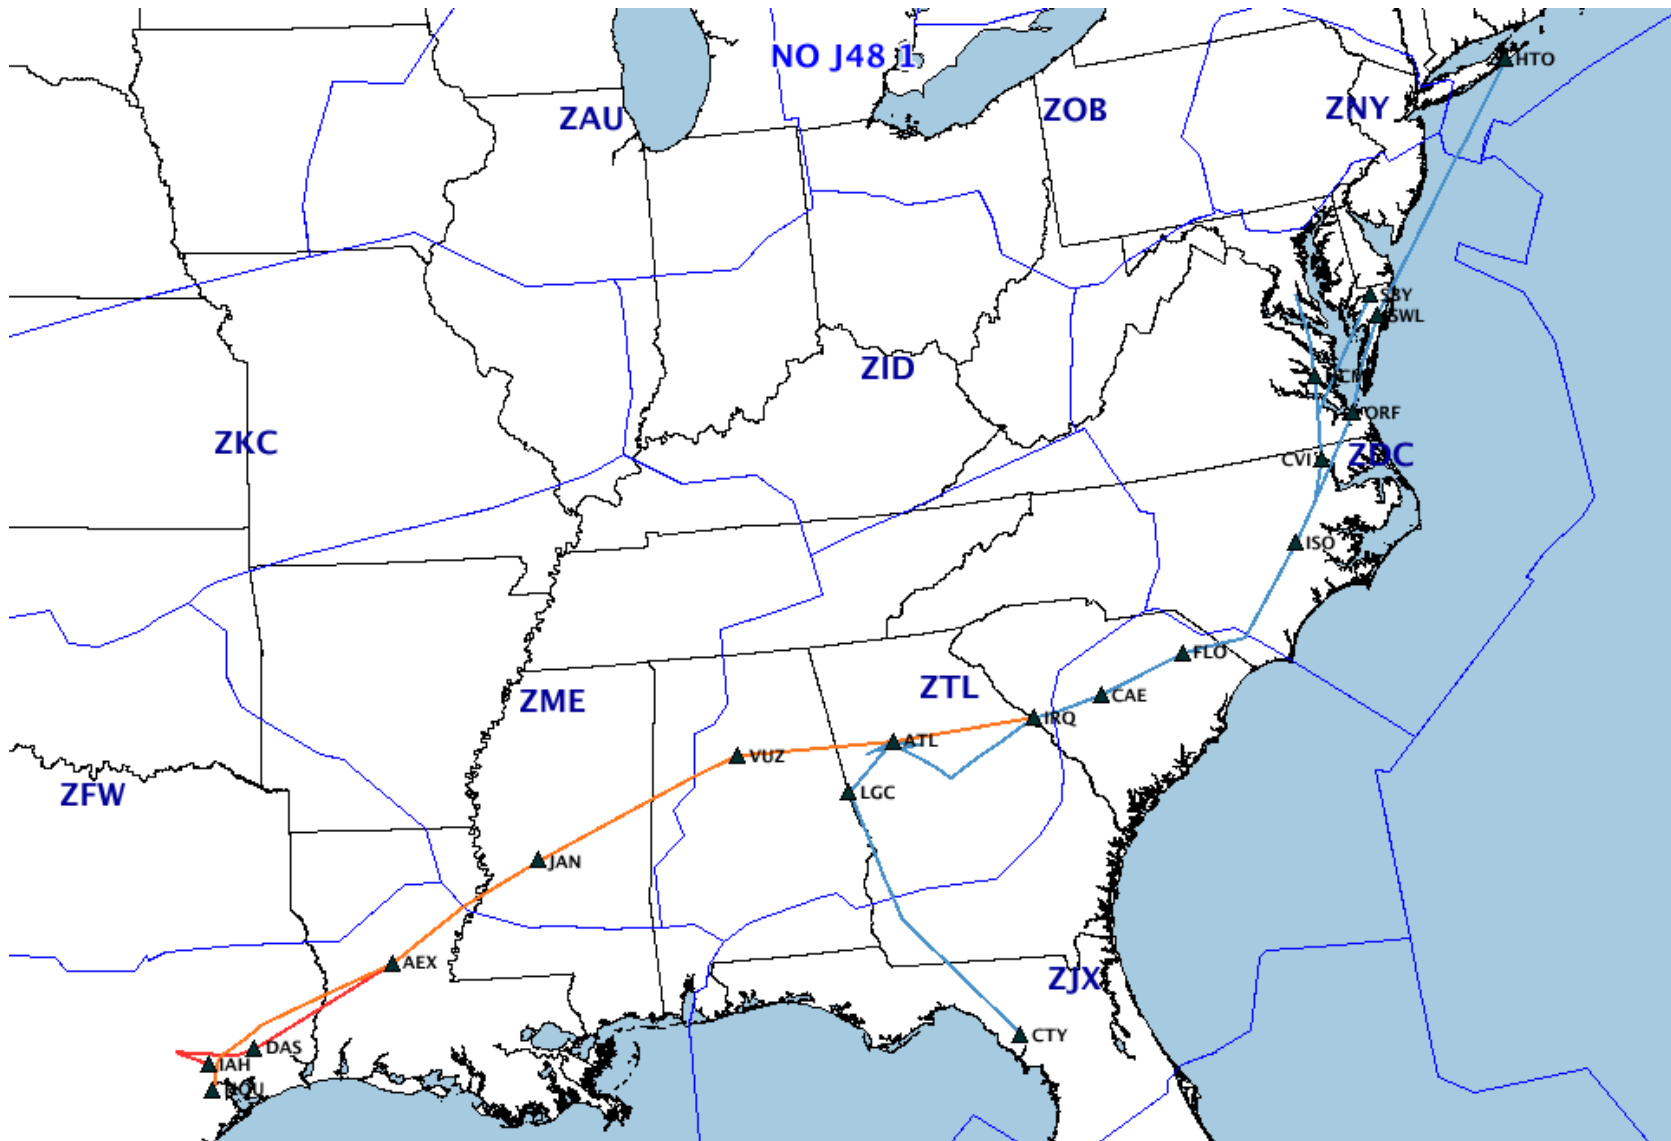 NO J48 1
HTO
ZAU
ZOB
ZNY
SBY
SWL
ZID
ORF
ZKC
CVI
ZDC
ISO
FLO
ZTL
CAE
ZME
IRQ
ATL
VUZ
ZFW
LGC
JAN
AEX
ZJX
CTY
DAS
IAH